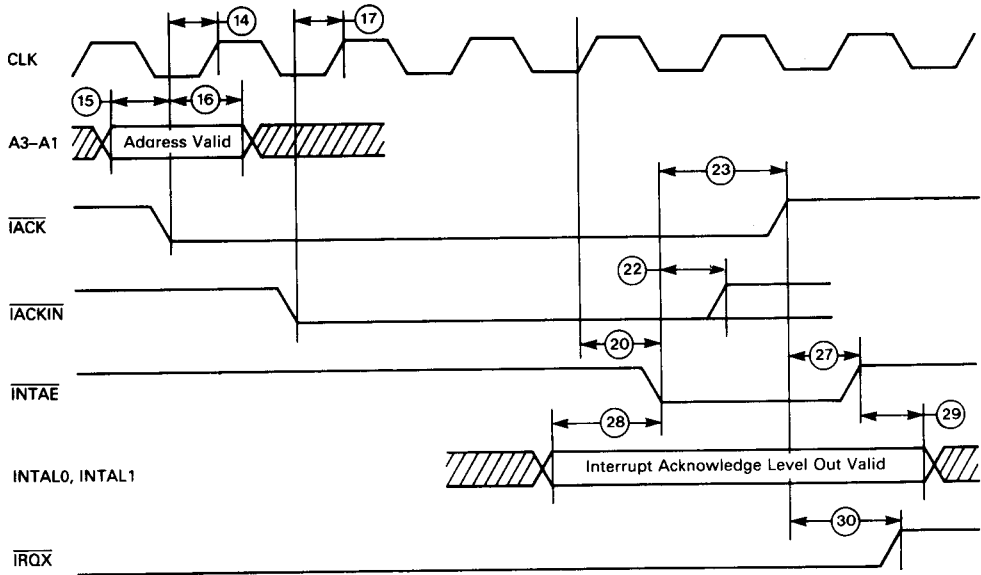 14
17
CLK
15
16
A3–A1
Adaress Valid
23
IACK
22
IACKIN
20
27
INTAE
28
29
INTAL0, INTAL1
Interrupt Acknowledge Level Out Valid
30
IRQX